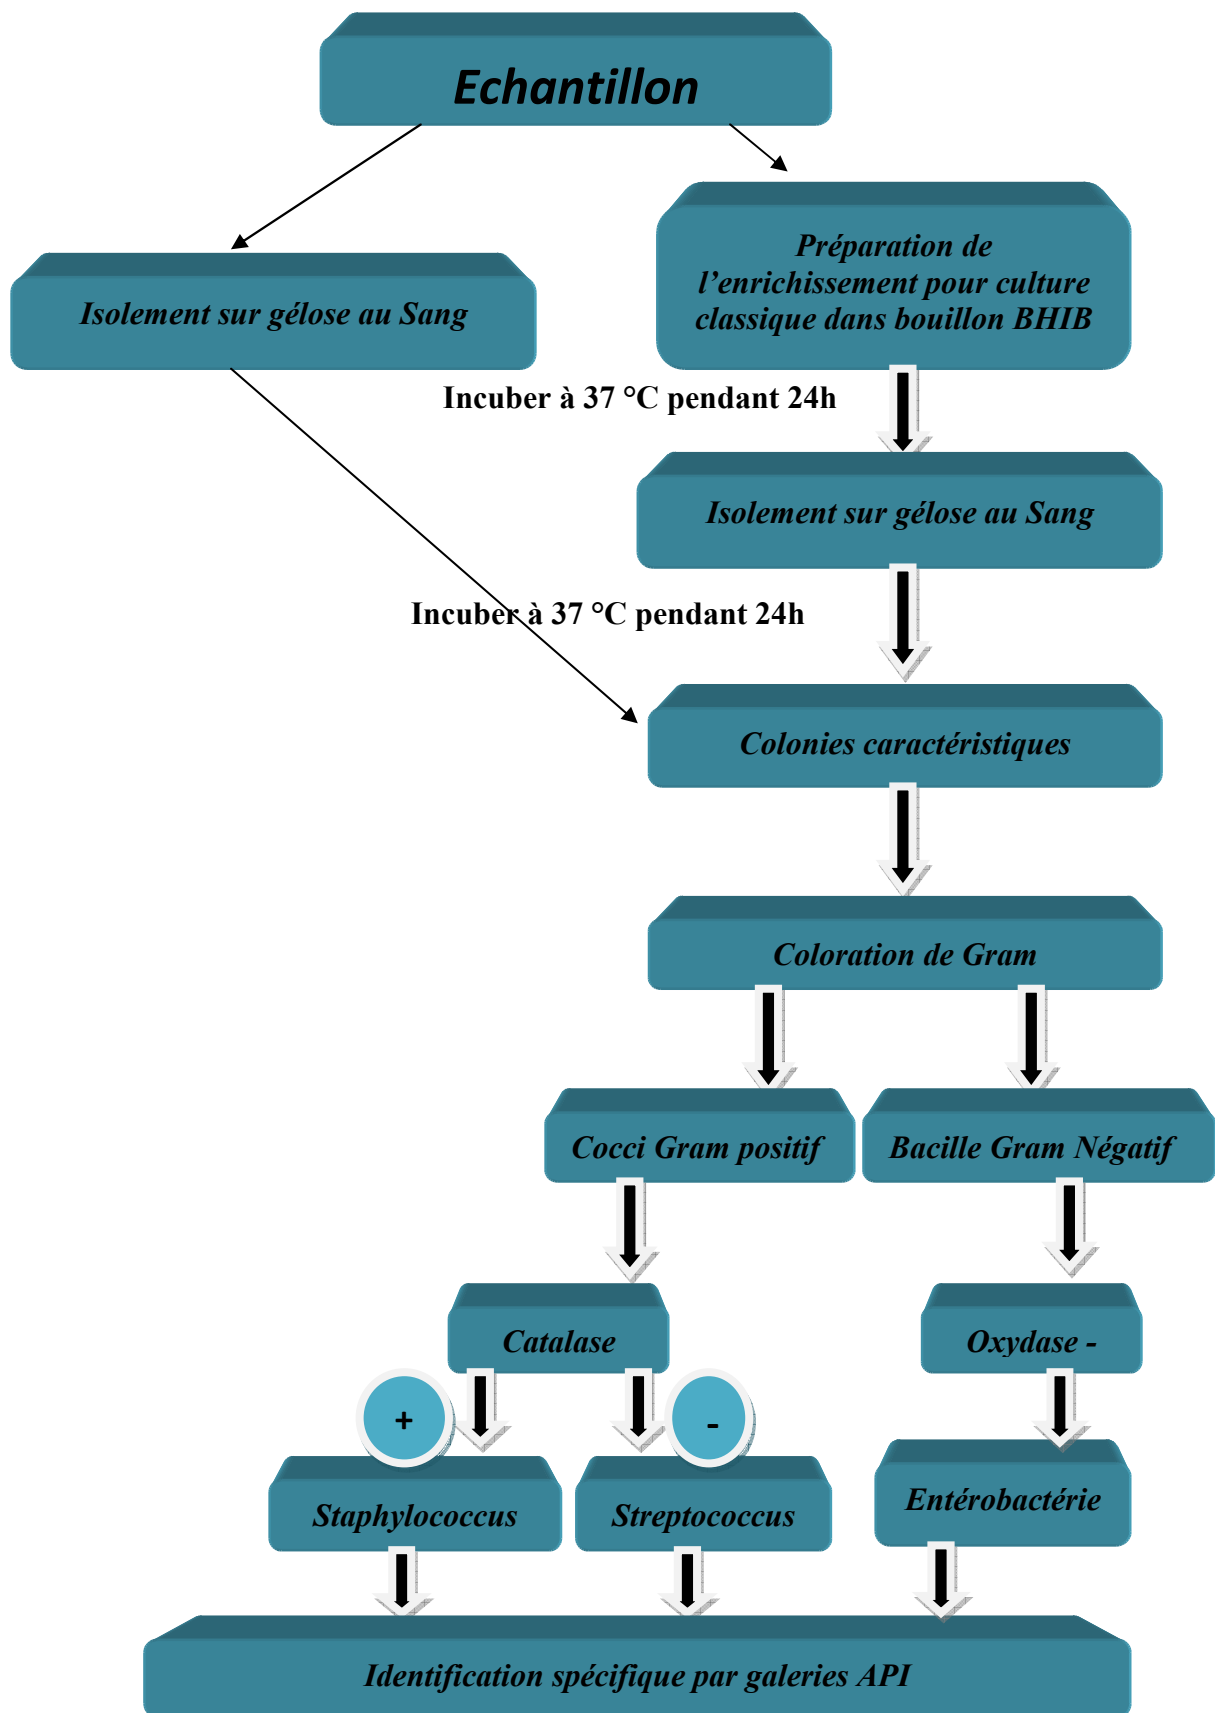 Echantillon
Préparation de
l’enrichissement pour culture
classique dans bouillon BHIB
Isolement sur gélose au Sang
Incuber à 37 °C pendant 24h
Isolement sur gélose au Sang
Incuber à 37 °C pendant 24h
Colonies caractéristiques
Coloration de Gram
Cocci Gram positif
Bacille Gram Négatif
Catalase
Oxydase -
+
-
Staphylococcus
Streptococcus
Entérobactérie
Identification spécifique par galeries API